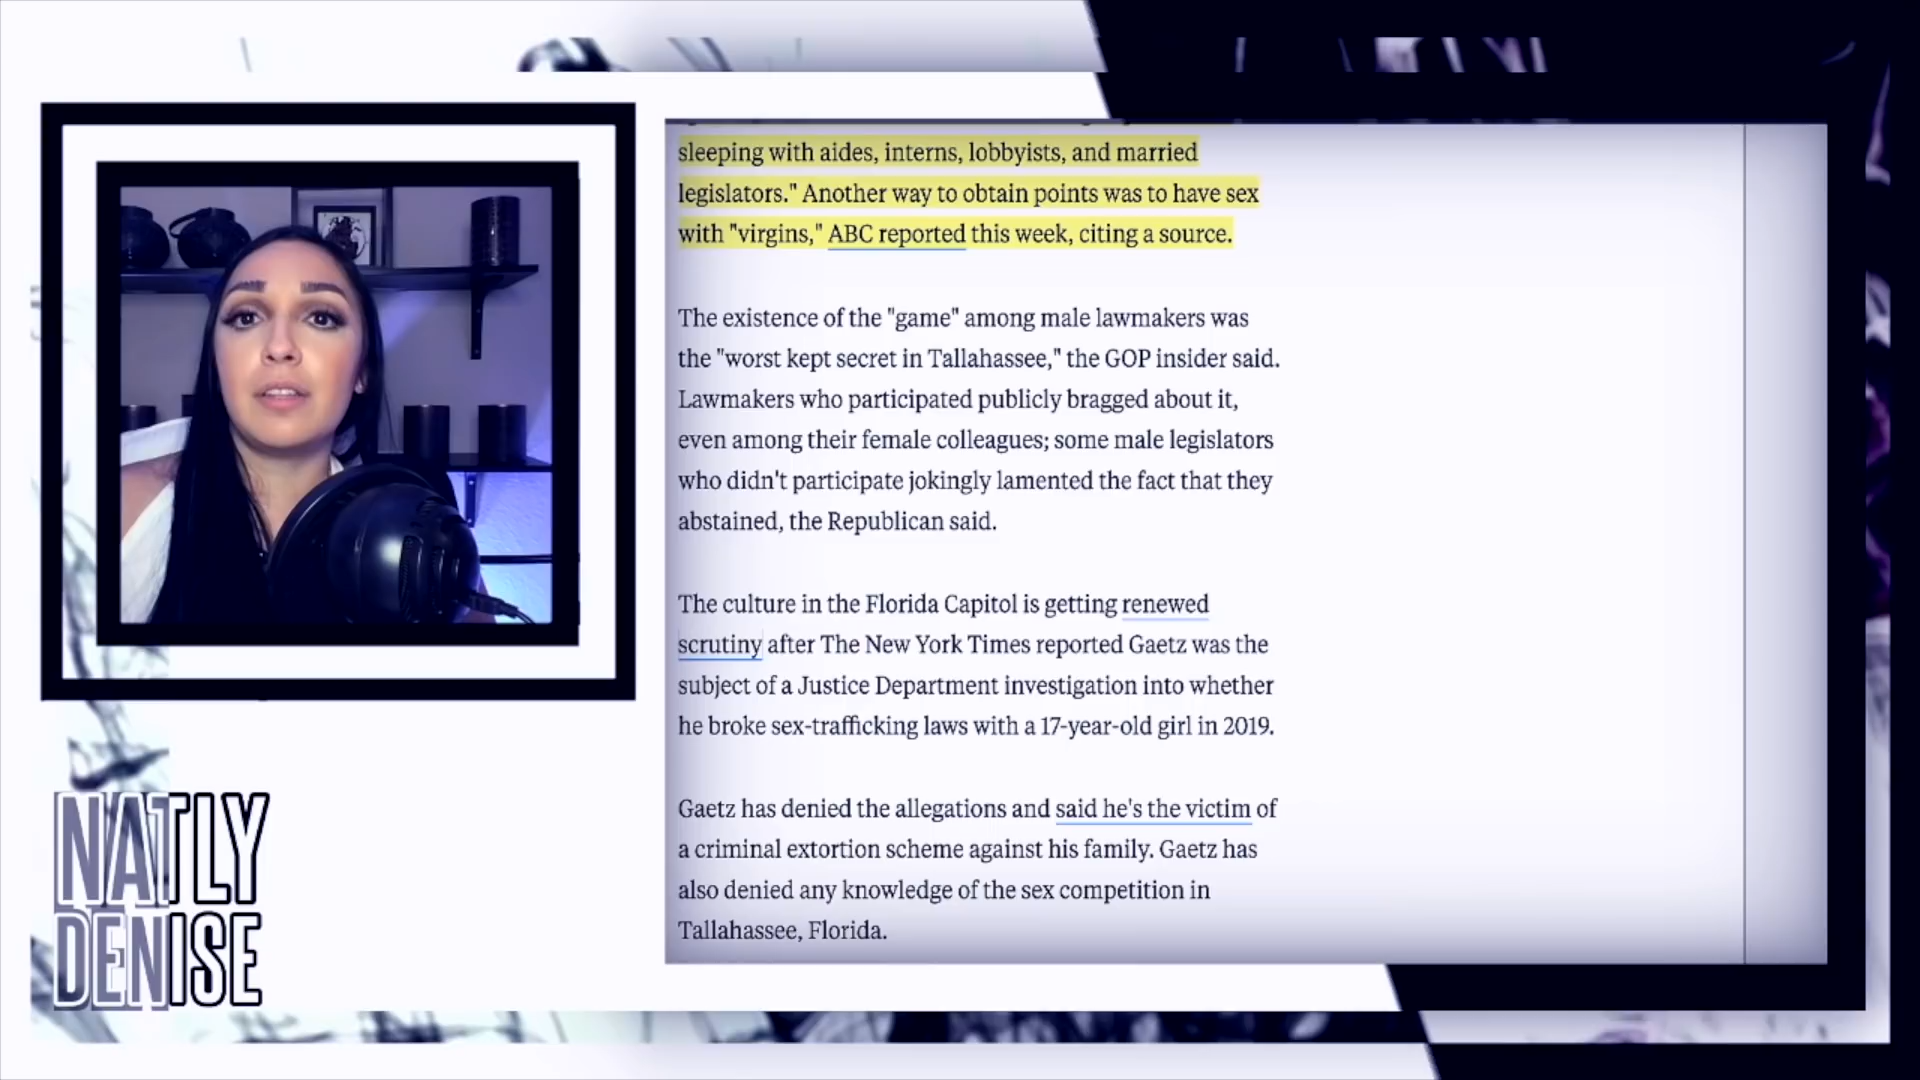 sleeping with aides, interns, lobbyists, and married
legislators." Another way to obtain points was to have sex
with "virgins," ABC reported this week, citing a source.
The existence of the "game" among male lawmakers was
the "worst kept secret in Tallahassee," the GOP insider said.
Lawmakers who participated publicly bragged about it,
even among their female colleagues; some male legislators
who didn't participate jokingly lamented the fact that they
abstained, the Republican said.
The culture in the Florida Capitol is getting renewed
scrutiny after The New York Times reported Gaetz was the
subject of a Justice Department investigation into whether
he broke sex-trafficking laws with a 17-year-old girl in 2019.
Gaetz has denied the allegations and said he's the victim of
a criminal extortion scheme against his family. Gaetz has
also denied any knowledge of the sex competition in
Tallahassee, Florida.
NATLY
DENISE